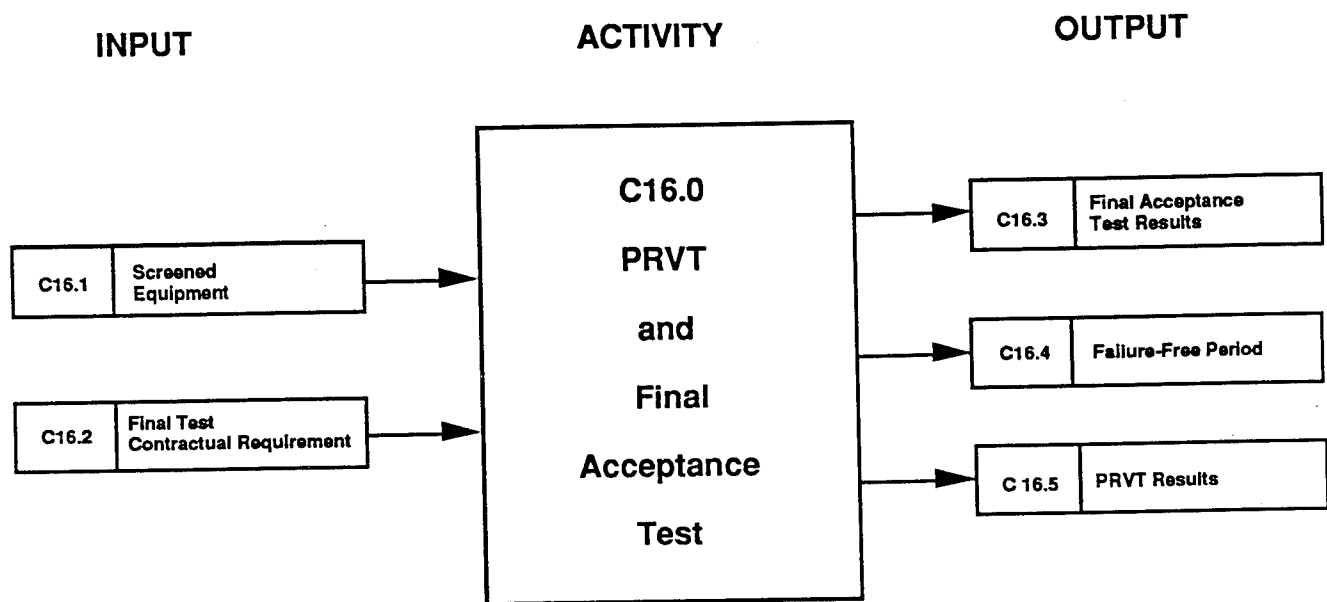 INPUT
ACTIVITY
OUTPUT
C16.1
Screened
Equipment
C16.2
Final Test
Contractual Requirement
C16.0
PRVT
and
Final
Acceptance
Test
C16.3
Final Acceptance
Test Results
C16.4
Failure-Free Period
C 16.5
PRVT Results